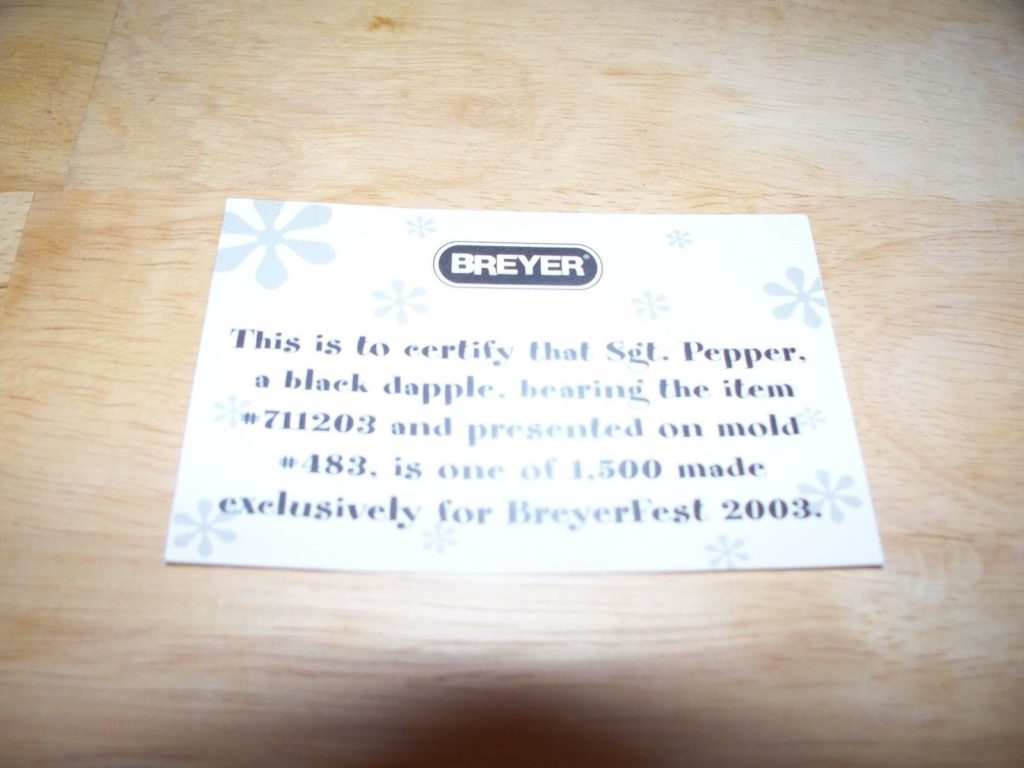 BREYER®
This is to certify that Sgt. Pepper,
a black dapple, bearing the item
#711203 and presented on mold
#483, is one of 1,500 made
exclusively for BreyerFest 2003.